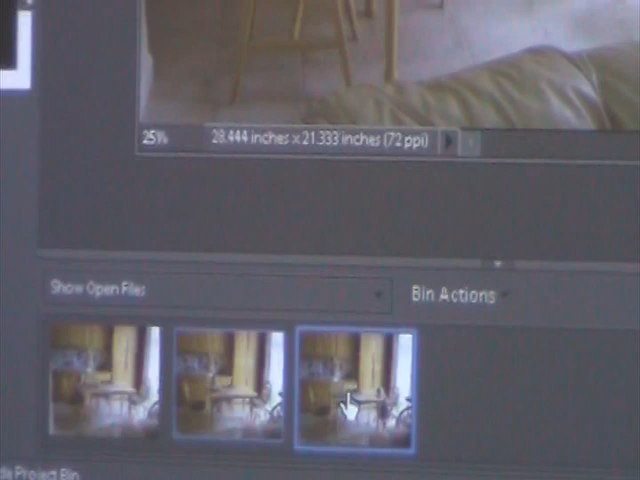 25%
28.444 inches x 21.333 inches (72 ppi)
Show Open Files
Bin Actions
Project Bin